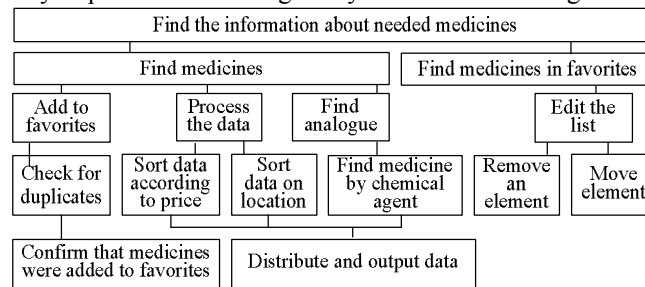 Find the information about needed medicines
Find medicines
Find medicines in favorites
Add to
favorites
Process
the data
Find
analogue
Edit the
list
Check for
duplicates
Sort data
according
to price
Sort
data on
location
Find medicine
by chemical
agent
Remove
an
element
Move
element
Confirm that medicines
were added to favorites
Distribute and output data